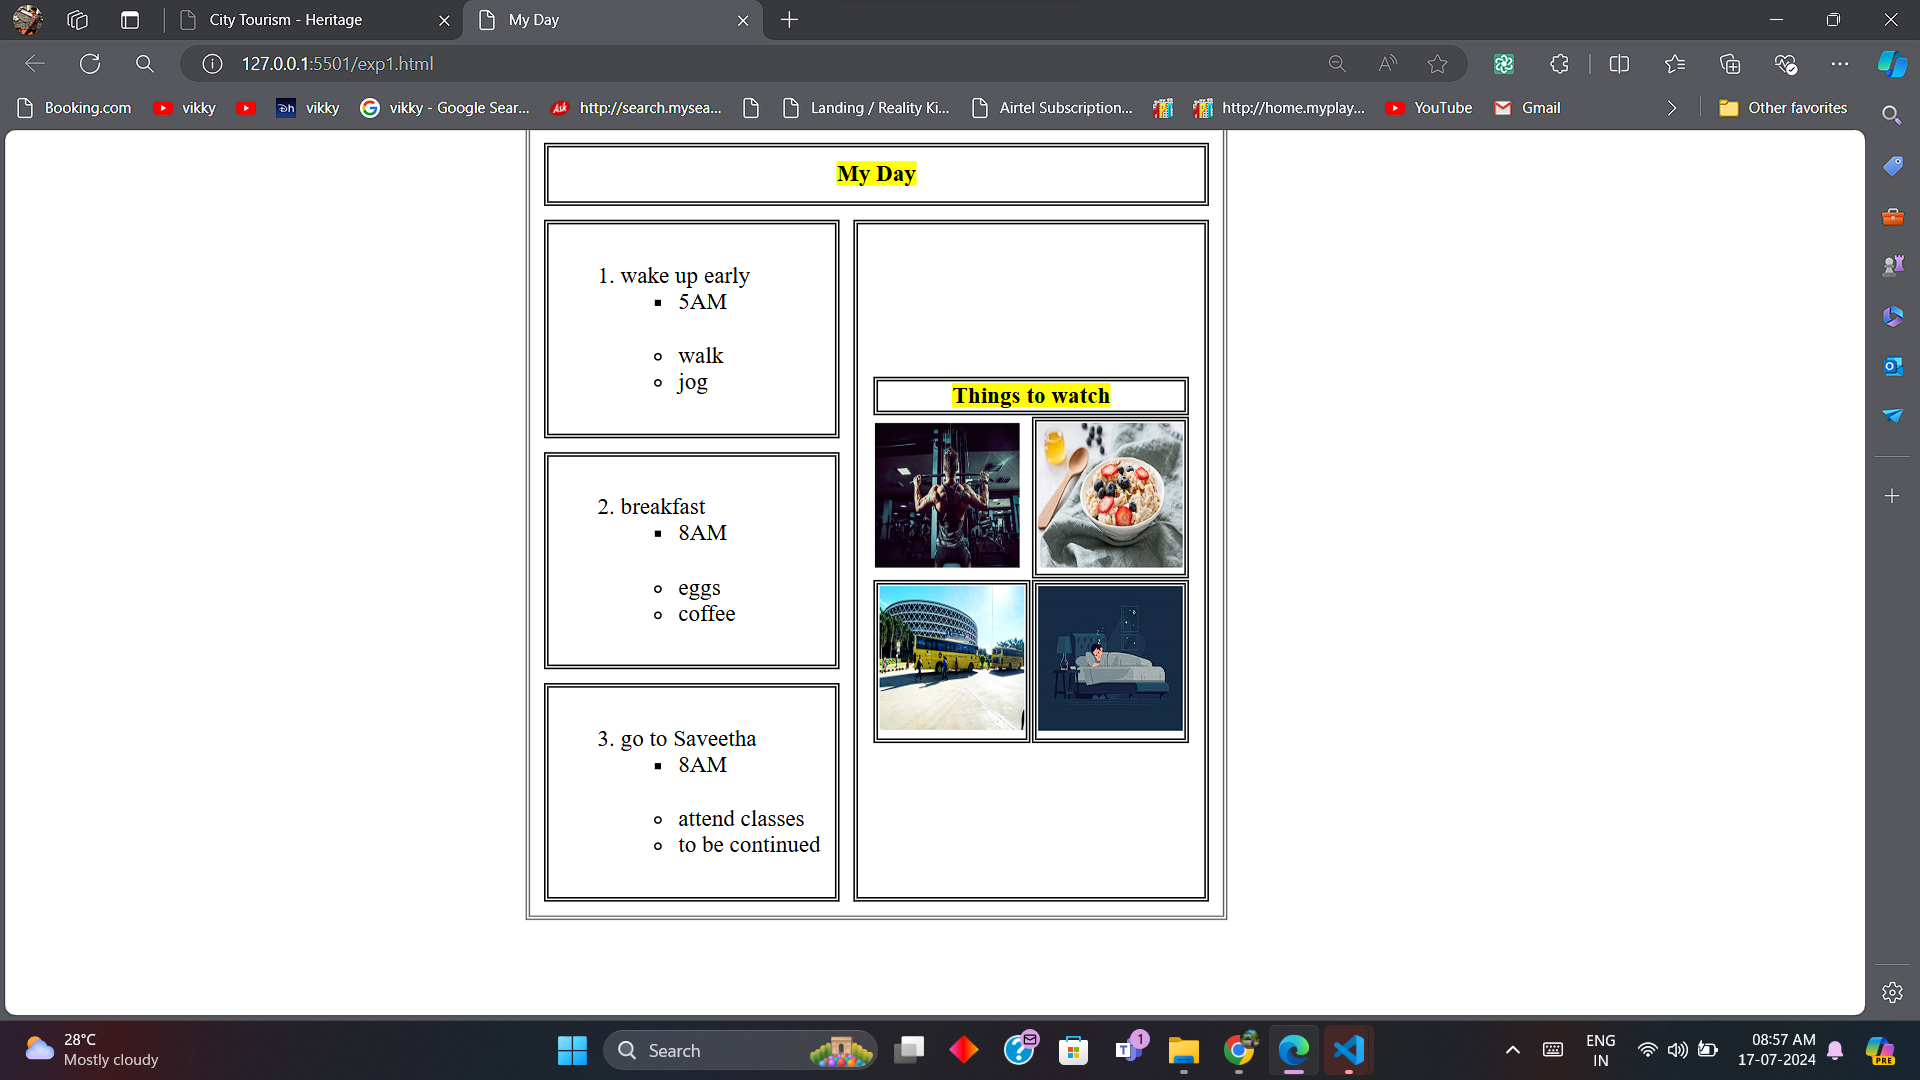 City Tourism - Heritage
My Day
127.0.0.1:5501/exp1.html
Booking.com
vikky
vikky
vikky - Google Sear...
http://search.mysea...
Landing / Reality Ki...
Airtel Subscription...
http://home.myplay...
YouTube
Gmail
Other favorites
My Day
1. wake up early
5AM
walk
jog
2. breakfast
8AM
eggs
coffee
3. go to Saveetha
8AM
attend classes
to be continued
Things to watch
28°C
Mostly cloudy
Search
1
ENG
IN
08:57 AM
17-07-2024
PRE